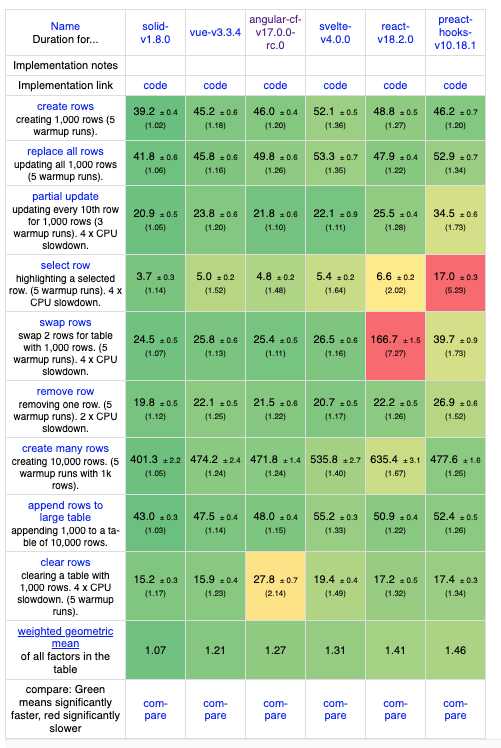 Name
Duration for...
solid-
v1.8.0
vue-v3.3.4
angular-cf-
v17.0.0-
rc.0
svelte-
v4.0.0
react-
v18.2.0
preact-
hooks-
v10.18.1
Implementation notes
Implementation link
code
code
code
code
code
code
create rows
creating 1,000 rows (5
warmup runs).
39.2 ± 0.4
(1.02)
45.2 ± 0.6
(1.18)
46.0 ± 0.4
(1.20)
52.1 ± 0.5
(1.36)
48.8 ± 0.5
(1.27)
46.2 ± 0.7
(1.20)
replace all rows
updating all 1,000 rows
(5 warmup runs).
41.8 ± 0.6
(1.06)
45.8 ± 0.6
(1.16)
49.8 ± 0.6
(1.26)
53.3 ± 0.7
(1.35)
47.9 ± 0.4
(1.22)
52.9 ± 0.7
(1.34)
partial update
updating every 10th row
for 1,000 rows (3
warmup runs). 4 x CPU
slowdown.
20.9 ± 0.5
(1.05)
23.8 ± 0.6
(1.20)
21.8 ± 0.6
(1.10)
22.1 ± 0.9
(1.11)
25.5 ± 0.4
(1.28)
34.5 ± 0.6
(1.73)
select row
highlighting a selected
row. (5 warmup runs). 4 x
CPU slowdown.
3.7 ± 0.3
(1.14)
5.0 ± 0.2
(1.52)
4.8 ± 0.2
(1.48)
5.4 ± 0.2
(1.64)
6.6 ± 0.2
(2.02)
17.0 ± 0.3
(5.23)
swap rows
swap 2 rows for table
with 1,000 rows. (5
warmup runs). 4 x CPU
slowdown.
24.5 ± 0.5
(1.07)
25.8 ± 0.6
(1.13)
25.4 ± 0.5
(1.11)
26.5 ± 0.6
(1.16)
166.7 ± 1.5
(7.27)
39.7 ± 0.9
(1.73)
remove row
removing one row. (5
warmup runs). 2 x CPU
slowdown.
19.8 ± 0.5
(1.12)
22.1 ± 0.5
(1.25)
21.5 ± 0.6
(1.22)
20.7 ± 0.5
(1.17)
22.2 ± 0.5
(1.26)
26.9 ± 0.6
(1.52)
create many rows
creating 10,000 rows. (5
warmup runs with 1k
rows).
401.3 ± 2.2
(1.05)
474.2 ± 2.4
(1.24)
471.8 ± 1.4
(1.24)
535.8 ± 2.7
(1.40)
635.4 ± 3.1
(1.67)
477.6 ± 1.6
(1.25)
append rows to
large table
appending 1,000 to a ta-
ble of 10,000 rows.
43.0 ± 0.3
(1.03)
47.5 ± 0.4
(1.14)
48.0 ± 0.4
(1.15)
55.2 ± 0.3
(1.33)
50.9 ± 0.4
(1.22)
52.4 ± 0.5
(1.26)
clear rows
clearing a table with
1,000 rows. 4 x CPU
slowdown. (5 warmup
runs).
15.2 ± 0.3
(1.17)
15.9 ± 0.4
(1.23)
27.8 ± 0.7
(2.14)
19.4 ± 0.4
(1.49)
17.2 ± 0.5
(1.32)
17.4 ± 0.3
(1.34)
weighted geometric
mean
of all factors in the
table
1.07
1.21
1.27
1.31
1.41
1.46
compare: Green
means significantly
faster, red significantly
slower
com-
pare
com-
pare
com-
pare
com-
pare
com-
pare
com-
pare